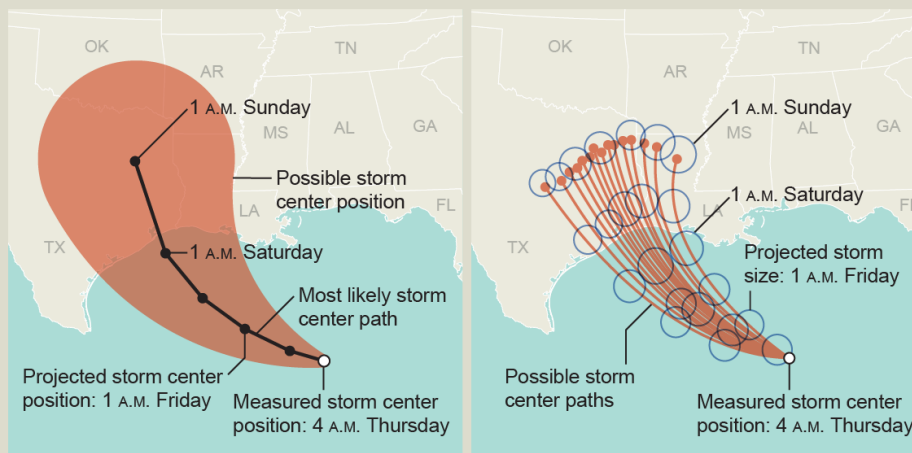 OK
TN
AR
1 A.M. Sunday
MS
AL
GA
Possible storm
center position
LA
FL
TX
1 A.M. Saturday
Most likely storm
center path
Projected storm center
position: 1 A.M. Friday
Measured storm center
position: 4 A.M. Thursday
OK
TN
AR
1 A.M. Sunday
MS
AL
GA
1 A.M. Saturday
LA
FL
TX
Projected storm
size: 1 A.M. Friday
Possible storm
center paths
Measured storm center
position: 4 A.M. Thursday